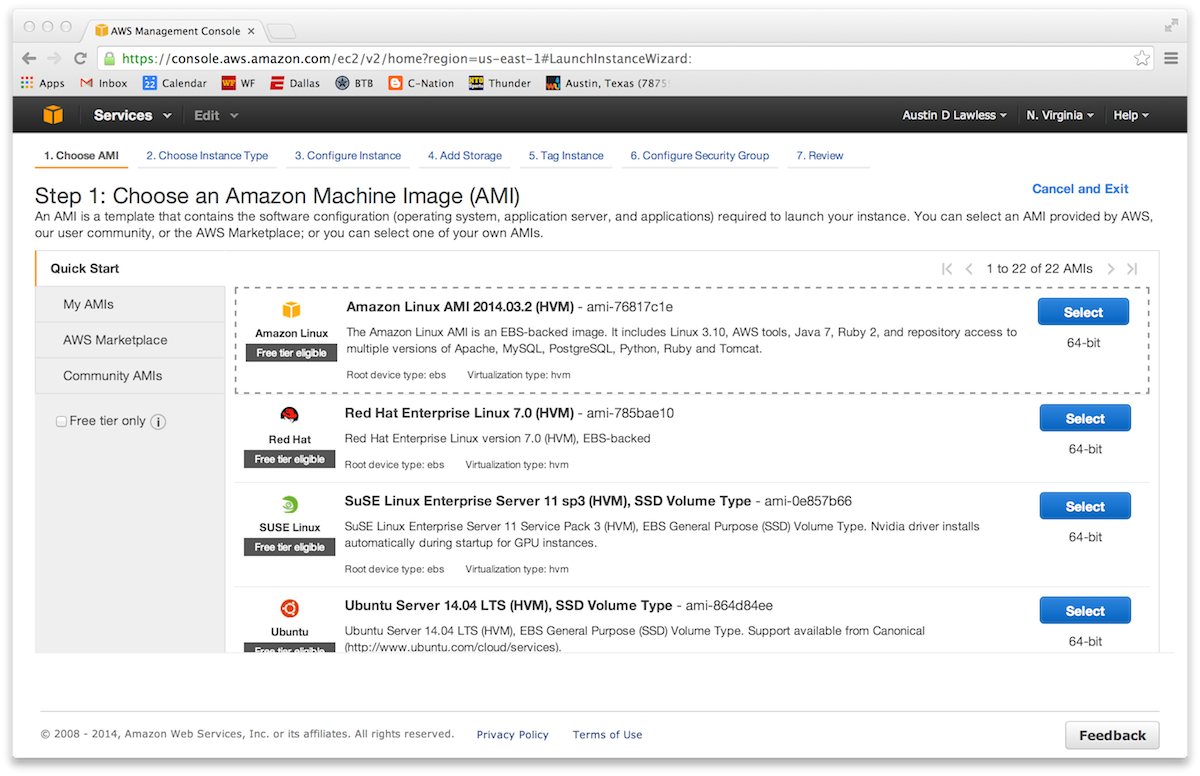 AWS Management Console
https://console.aws.amazon.com/ec2/v2/home?region=us-east-1#LaunchInstanceWizard:
Apps Inbox 22 Calendar WF WF Dallas BTB C-Nation Thunder Austin, Texas (7875
Services Edit Austin D Lawless N. Virginia Help
1. Choose AMI 2. Choose Instance Type 3. Configure Instance 4. Add Storage 5. Tag Instance 6. Configure Security Group 7. Review
Step 1: Choose an Amazon Machine Image (AMI) Cancel and Exit
An AMI is a template that contains the software configuration (operating system, application server, and applications) required to launch your instance. You can select an AMI provided by AWS,
our user community, or the AWS Marketplace; or you can select one of your own AMIs.
Quick Start 1 to 22 of 22 AMIs
My AMIs
AWS Marketplace
Community AMIs
Free tier only i
Amazon Linux
Free tier eligible
Amazon Linux AMI 2014.03.2 (HVM) - ami-76817c1e
The Amazon Linux AMI is an EBS-backed image. It includes Linux 3.10, AWS tools, Java 7, Ruby 2, and repository access to
multiple versions of Apache, MySQL, PostgreSQL, Python, Ruby and Tomcat.
Root device type: ebs Virtualization type: hvm
Select
64-bit
Red Hat
Free tier eligible
Red Hat Enterprise Linux 7.0 (HVM) - ami-785bae10
Red Hat Enterprise Linux version 7.0 (HVM), EBS-backed
Root device type: ebs Virtualization type: hvm
Select
64-bit
SUSE Linux
Free tier eligible
SuSE Linux Enterprise Server 11 sp3 (HVM), SSD Volume Type - ami-0e857b66
SuSE Linux Enterprise Server 11 Service Pack 3 (HVM), EBS General Purpose (SSD) Volume Type. Nvidia driver installs
automatically during startup for GPU instances.
Root device type: ebs Virtualization type: hvm
Select
64-bit
Ubuntu
Free tier eligible
Ubuntu Server 14.04 LTS (HVM), SSD Volume Type - ami-864d84ee
Ubuntu Server 14.04 LTS (HVM), EBS General Purpose (SSD) Volume Type. Support available from Canonical
(http://www.ubuntu.com/cloud/services).
Select
64-bit
© 2008 - 2014, Amazon Web Services, Inc. or its affiliates. All rights reserved. Privacy Policy Terms of Use
Feedback